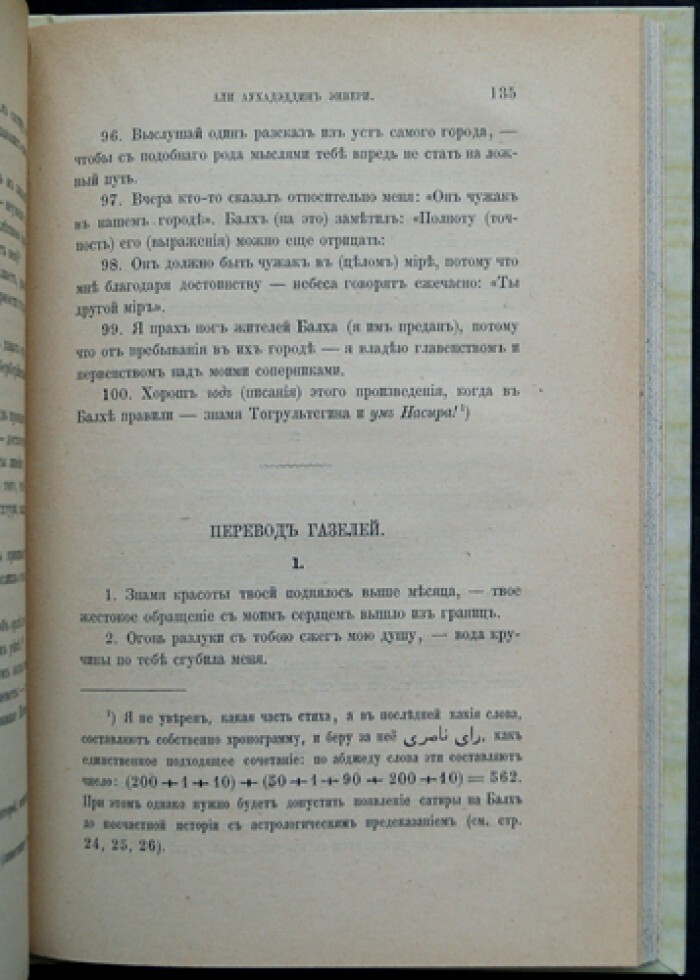 АЛИ АУХАДЭДДИНЪ ЭНВЕРИ. 135
96. Выслушай одинъ разсказъ изъ устъ самого города, —
чтобы съ подобнаго рода мыслями тебѣ впредь не стать на лож-
ный путь.
97. Вчера кто-то сказалъ относительно меня: «Онъ чужакъ
въ нашемъ городѣ». Балхъ (на это) замѣтилъ: «Полноту (точ-
ность) его (выраженія) можно еще отрицать:
98. Онъ должно быть чужакъ въ (цѣломъ) мірѣ, потому что
мнѣ благодаря достоинству — небеса говорятъ ежечасно: «Ты
другой міръ».
99. Я прахъ ногъ жителей Балха (я имъ преданъ), потому
что отъ пребыванія въ ихъ городѣ — я владѣю главенствомъ и
первенствомъ надъ моими соперниками.
100. Хорошъ годъ (писанія) этого произведенія, когда въ
Балхѣ правили — знамя Тогрультегина и умъ Насыра! ¹)
ПЕРЕВОДЪ ГАЗЕЛЕЙ.
1.
1. Знамя красоты твоей поднялось выше мѣсяца, — твое
жестокое обращеніе съ моимъ сердцемъ вышло изъ границъ.
2. Огонь разлуки съ тобою сжегъ мою душу, — вода кру-
чины по тебѣ сгубила меня.
¹) Я не увѣренъ, какая часть стиха, а въ послѣдней какія слова,
составляютъ собственно хронограмму, и беру за неё رای ناصری, какъ
единственное подходящее сочетаніе: по абджеду слова эти составляютъ
число: (200+1+10)+(50+1+90+200+10)=562.
При этомъ однако нужно будетъ допустить появленіе сатиры на Балхъ
до несчастной исторіи съ астрологическимъ предсказаніемъ (см. стр.
24, 25, 26).